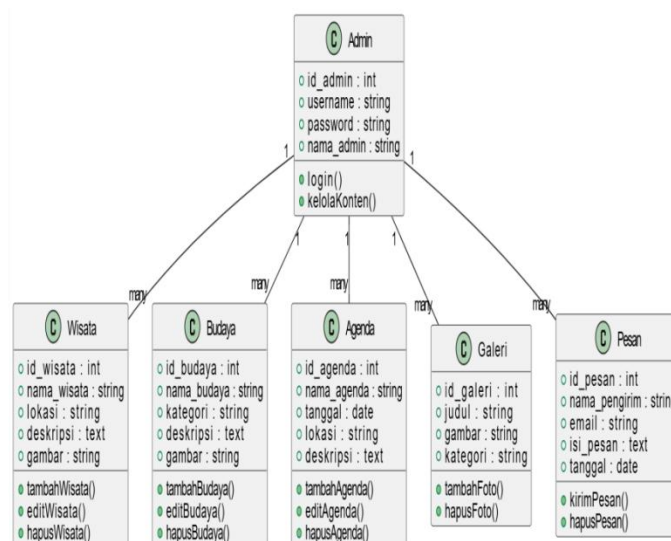 C Admin
id_admin : int
username : string
password : string
nama_admin : string
login()
kelolaKonten()
1
1
1
1
1
many
many
many
many
many
C Wisata
id_wisata : int
nama_wisata : string
lokasi : string
deskripsi : text
gambar : string
tambahWisata()
editWisata()
hapusWisata()
C Budaya
id_budaya : int
nama_budaya : string
kategori : string
deskripsi : text
gambar : string
tambahBudaya()
editBudaya()
hapusBudaya()
C Agenda
id_agenda : int
nama_agenda : string
tanggal : date
lokasi : string
deskripsi : text
tambahAgenda()
editAgenda()
hapusAgenda()
C Galeri
id_galeri : int
judul : string
gambar : string
kategori : string
tambahFoto()
hapusFoto()
C Pesan
id_pesan : int
nama_pengirim : string
email : string
isi_pesan : text
tanggal : date
kirimPesan()
hapusPesan()